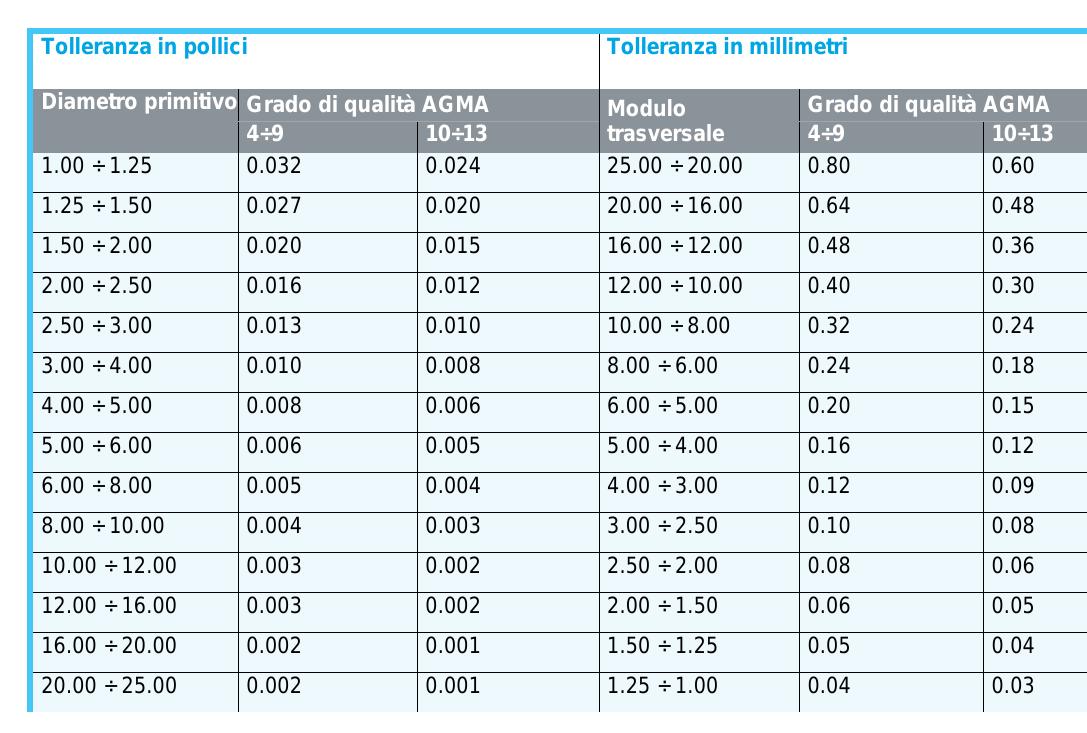 Tolleranza in pollici Tolleranza in millimetri
Diametro primitivo Grado di qualità AGMA Modulo trasversale Grado di qualità AGMA
4÷9 10÷13 4÷9 10÷13
1.00 ÷ 1.25 0.032 0.024 25.00 ÷ 20.00 0.80 0.60
1.25 ÷ 1.50 0.027 0.020 20.00 ÷ 16.00 0.64 0.48
1.50 ÷ 2.00 0.020 0.015 16.00 ÷ 12.00 0.48 0.36
2.00 ÷ 2.50 0.016 0.012 12.00 ÷ 10.00 0.40 0.30
2.50 ÷ 3.00 0.013 0.010 10.00 ÷ 8.00 0.32 0.24
3.00 ÷ 4.00 0.010 0.008 8.00 ÷ 6.00 0.24 0.18
4.00 ÷ 5.00 0.008 0.006 6.00 ÷ 5.00 0.20 0.15
5.00 ÷ 6.00 0.006 0.005 5.00 ÷ 4.00 0.16 0.12
6.00 ÷ 8.00 0.005 0.004 4.00 ÷ 3.00 0.12 0.09
8.00 ÷ 10.00 0.004 0.003 3.00 ÷ 2.50 0.10 0.08
10.00 ÷ 12.00 0.003 0.002 2.50 ÷ 2.00 0.08 0.06
12.00 ÷ 16.00 0.003 0.002 2.00 ÷ 1.50 0.06 0.05
16.00 ÷ 20.00 0.002 0.001 1.50 ÷ 1.25 0.05 0.04
20.00 ÷ 25.00 0.002 0.001 1.25 ÷ 1.00 0.04 0.03